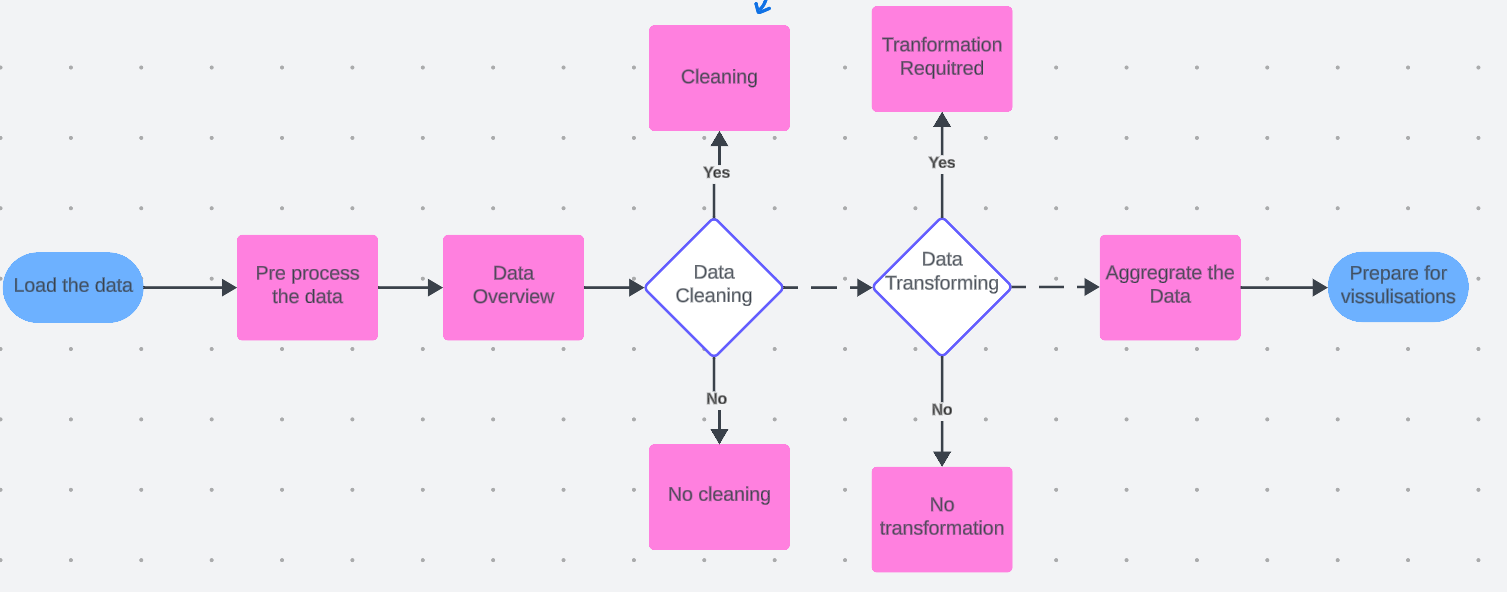 Load the data
Pre process
the data
Data
Overview
Data
Cleaning
Yes
Cleaning
No
No cleaning
Data
Transforming
Yes
Tranformation
Requitred
No
No
transformation
Aggregrate the
Data
Prepare for
vissulisations